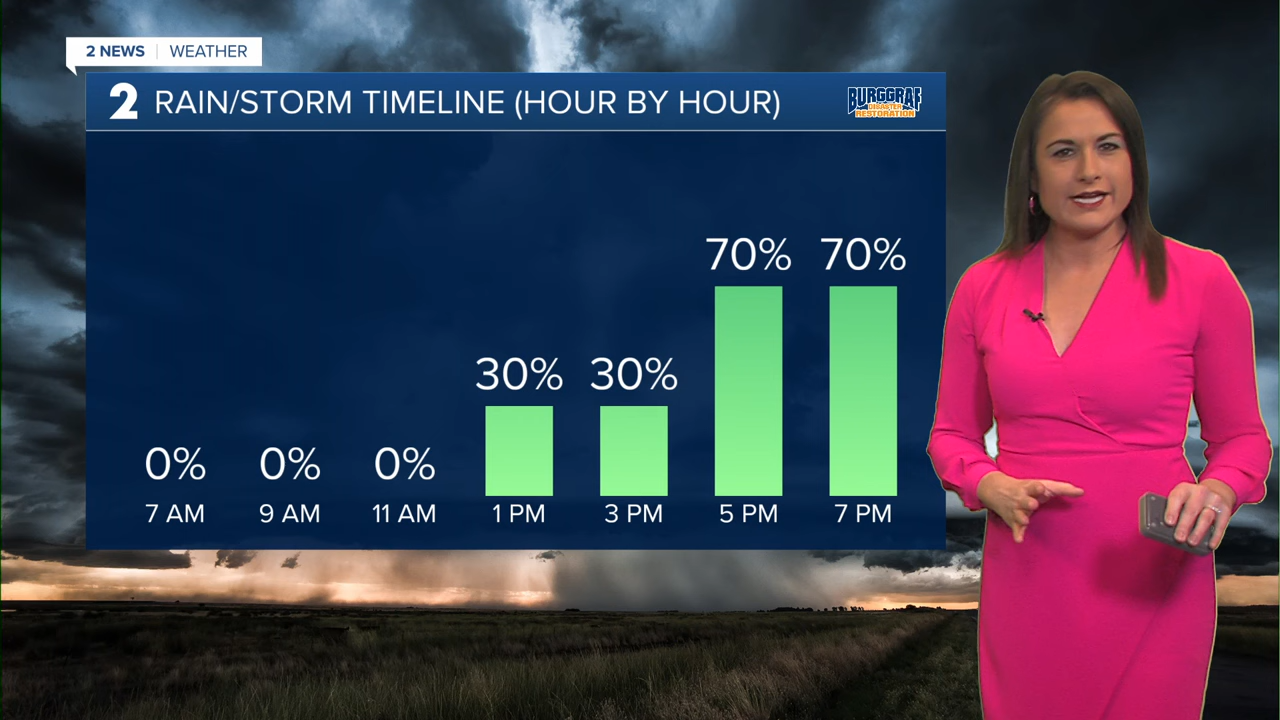 2 NEWS | WEATHER
2 RAIN/STORM TIMELINE (HOUR BY HOUR)
BURGGRAF
DISASTER
RESTORATION
70% 70%
30% 30%
0% 0% 0%
7 AM 9 AM 11 AM 1 PM 3 PM 5 PM 7 PM